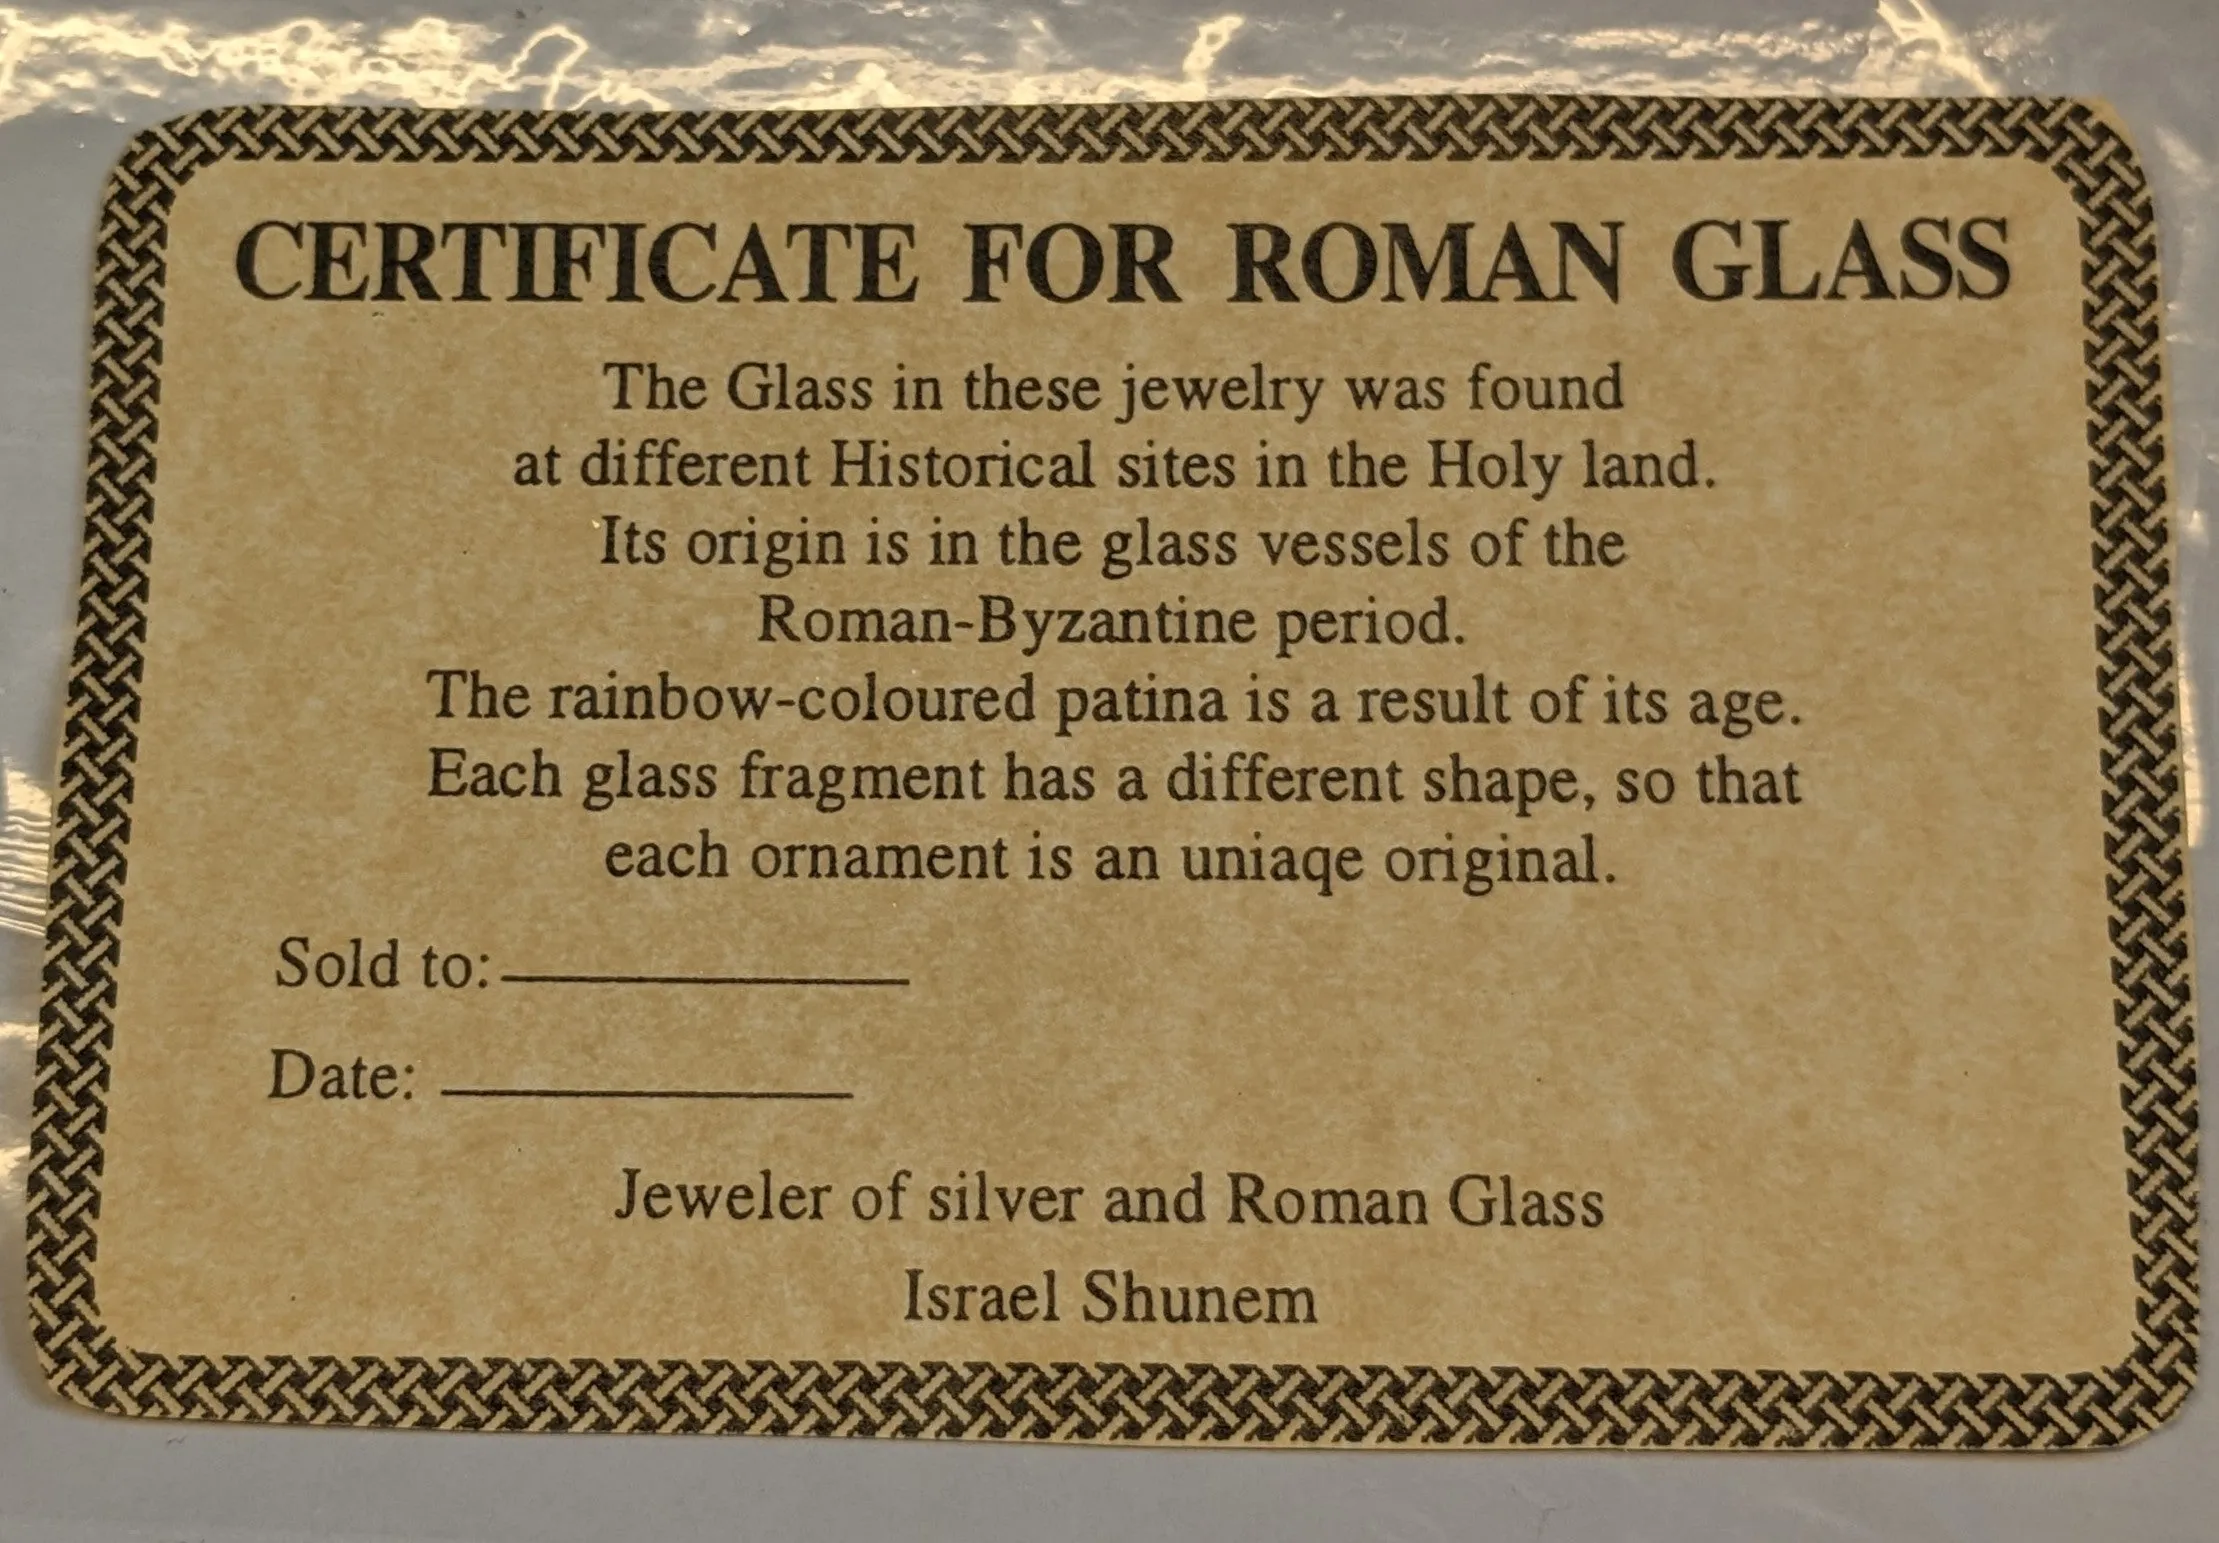 CERTIFICATE FOR ROMAN GLASS
The Glass in these jewelry was found
at different Historical sites in the Holy land.
Its origin is in the glass vessels of the
Roman-Byzantine period.
The rainbow-coloured patina is a result of its age.
Each glass fragment has a different shape, so that
each ornament is an uniaqe original.
Sold to:
Date:
Jeweler of silver and Roman Glass
Israel Shunem